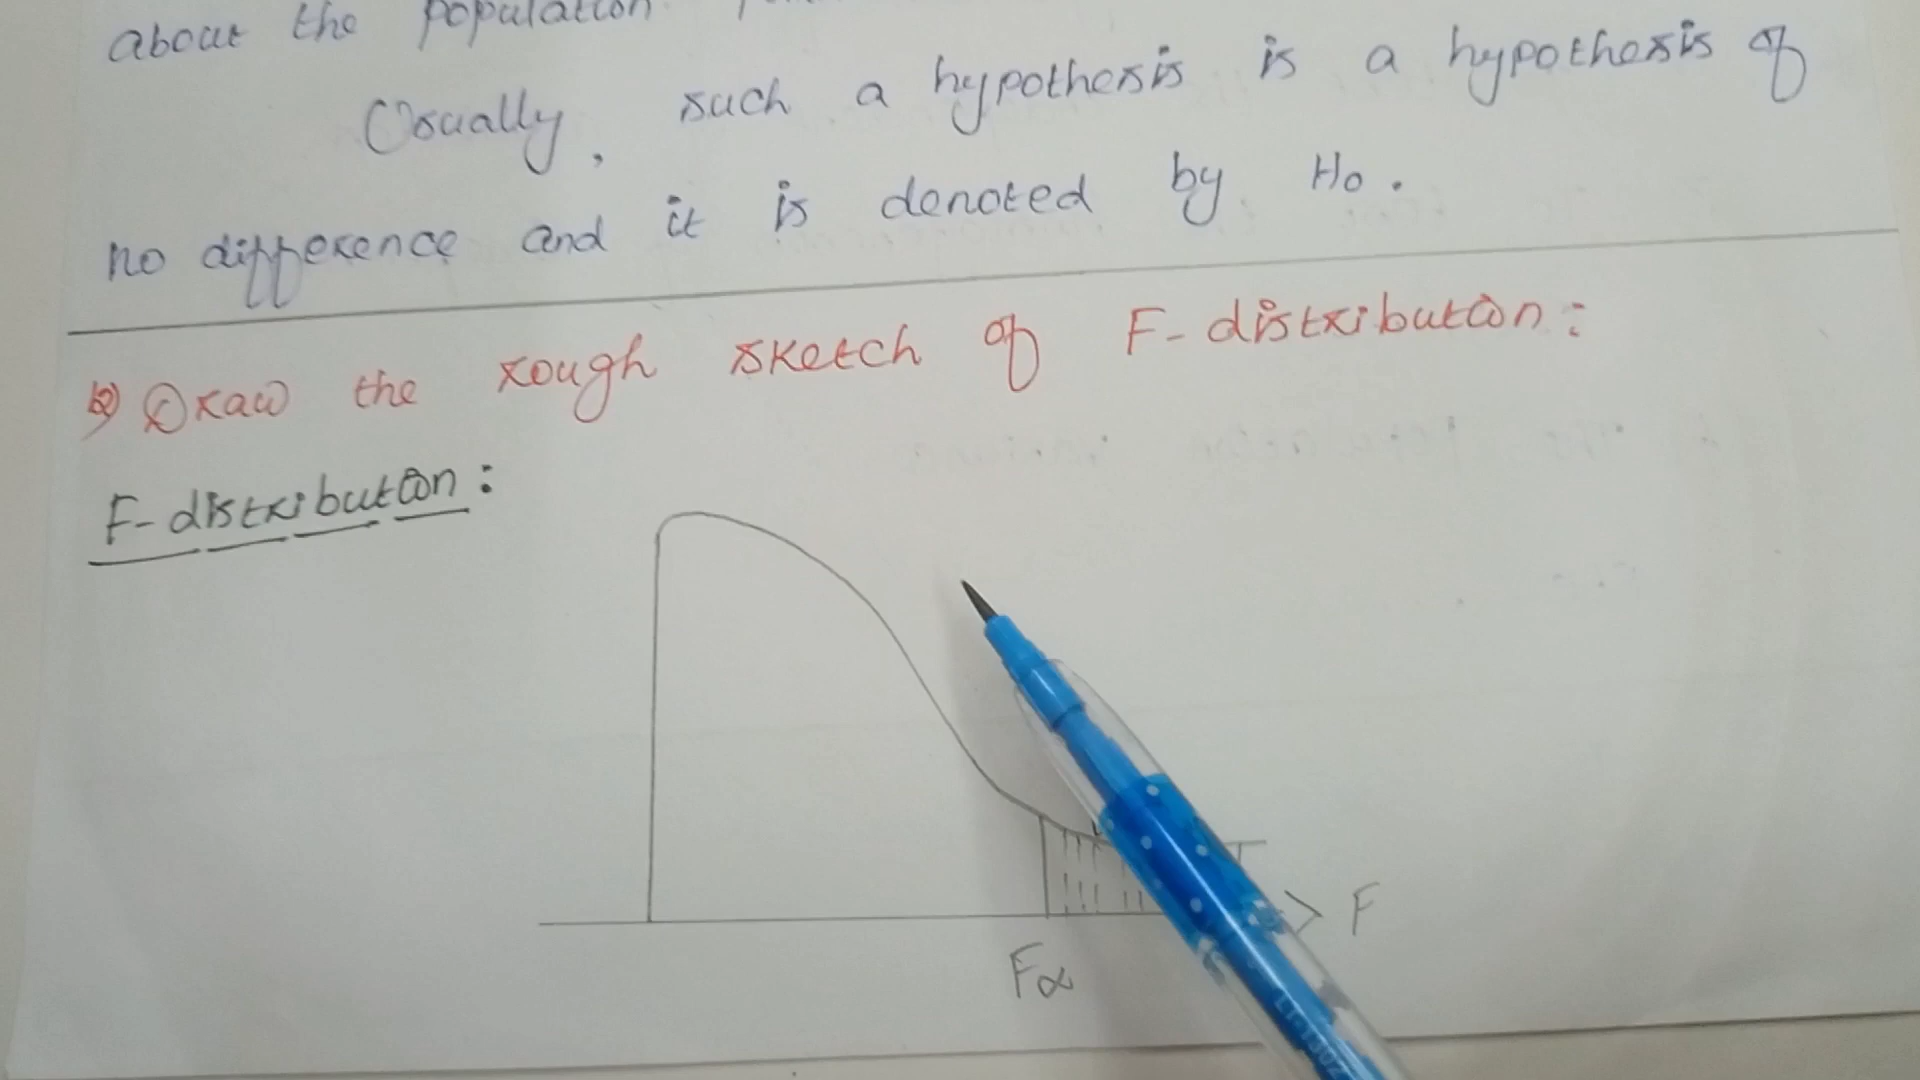 about the population
Usually, such a hypothesis is a hypothesis of
no difference and it is denoted by H0.
Draw the rough sketch of F-distribution:
F-distribution:
F
Fα